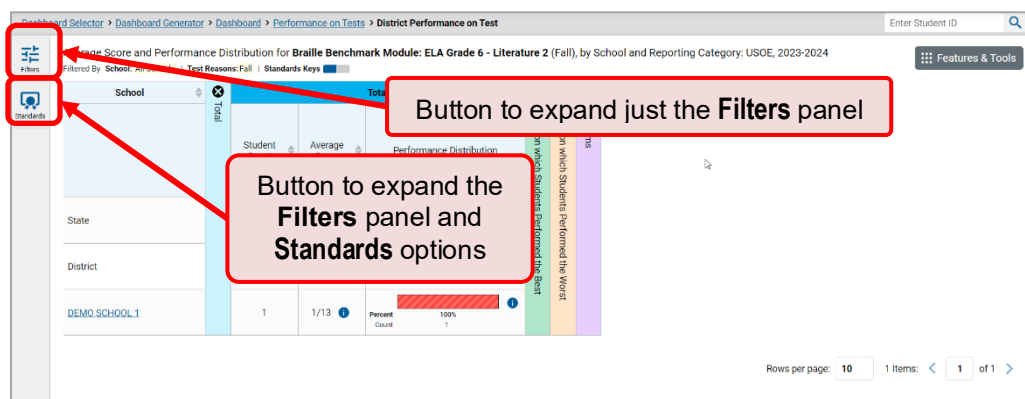 Dashboard Selector > Dashboard Generator > Dashboard > Performance on Tests > District Performance on Test
Enter Student ID
Average Score and Performance Distribution for Braille Benchmark Module: ELA Grade 6 - Literature 2 (Fall), by School and Reporting Category: USOE, 2023-2024
Features & Tools
Filters
Filtered By School: | Test Reasons: Fall | Standards Keys
Standards
School
Total
Total
Button to expand just the Filters panel
Student
Average
Performance Distribution
on which Students Performed the Best
on which Students Performed the Worst
ms
Button to expand the
Filters panel and
Standards options
State
District
DEMO SCHOOL 1
1
1/13
Percent 100%
Count 1
Rows per page: 10
1 Items:
1
of 1